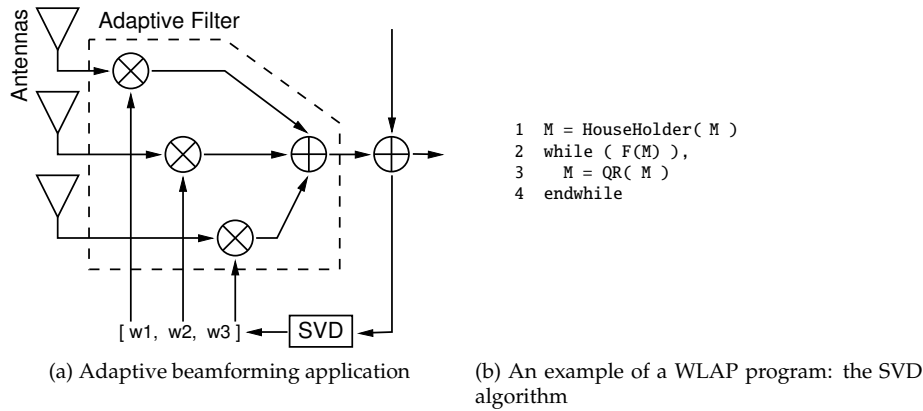 Adaptive Filter
Antennas
[ w1, w2, w3 ]
SVD
(a) Adaptive beamforming application
1 M = HouseHolder( M )
2 while ( F(M) ),
3 M = QR( M )
4 endwhile
(b) An example of a WLAP program: the SVD
algorithm